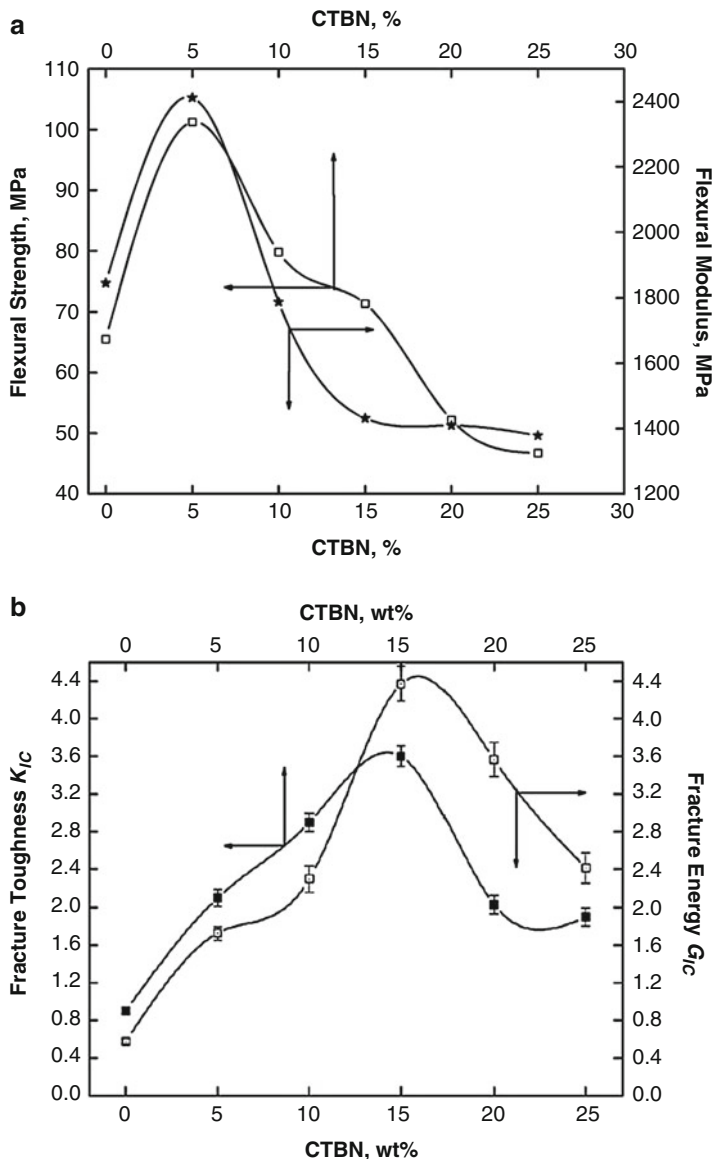 a
CTBN, %
0 5 10 15 20 25 30
110
100
90
80
70
60
50
40
Flexural Strength, MPa
2400
2200
2000
1800
1600
1400
1200
Flexural Modulus, MPa
0 5 10 15 20 25 30
CTBN, %
b
CTBN, wt%
0 5 10 15 20 25
4.4
4.0
3.6
3.2
2.8
2.4
2.0
1.6
1.2
0.8
0.4
0.0
Fracture Toughness K_IC
4.4
4.0
3.6
3.2
2.8
2.4
2.0
1.6
1.2
0.8
0.4
0.0
Fracture Energy G_IC
0 5 10 15 20 25
CTBN, wt%